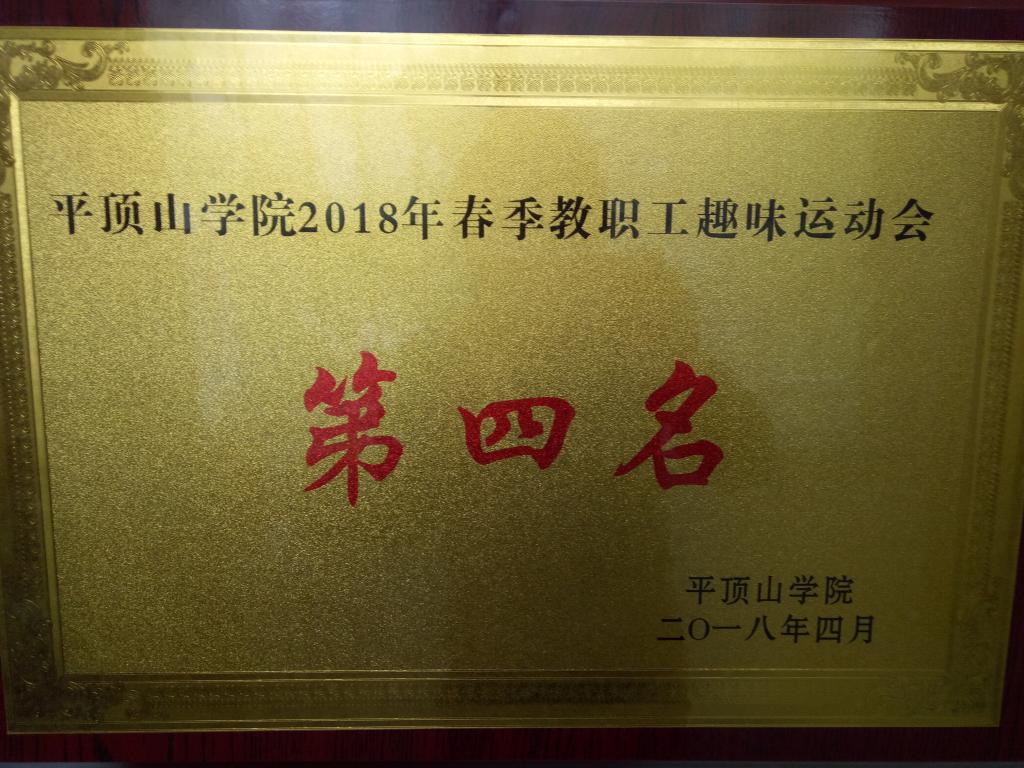 平顶山学院2018年春季教职工趣味运动会
第四名
平顶山学院
二〇一八年四月